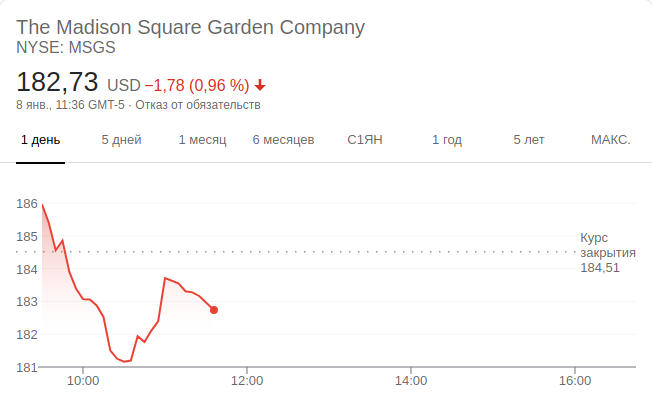 The Madison Square Garden Company
NYSE: MSGS
182,73 USD −1,78 (0,96 %)
8 янв., 11:36 GMT-5 · Отказ от обязательств
1 день 5 дней 1 месяц 6 месяцев С1ЯН 1 год 5 лет МАКС.
186
185
184
183
182
181
Курс
закрытия
184,51
10:00 12:00 14:00 16:00